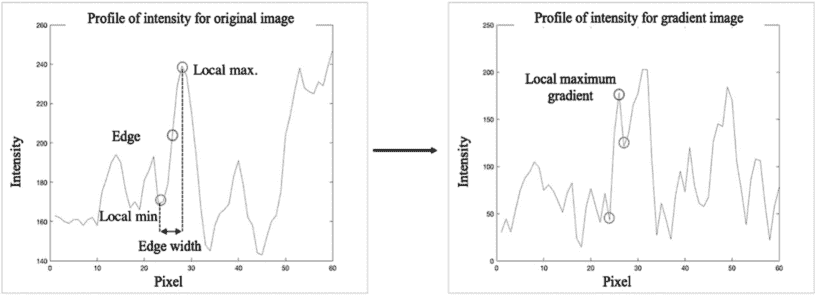 Profile of intensity for original image
260
240
220
200
180
160
140
0
10
20
30
40
50
60
Intensity
Pixel
Local max.
Edge
Local min
Edge width
Profile of intensity for gradient image
250
200
150
100
50
0
0
10
20
30
40
50
60
Intensity
Pixel
Local maximum
gradient